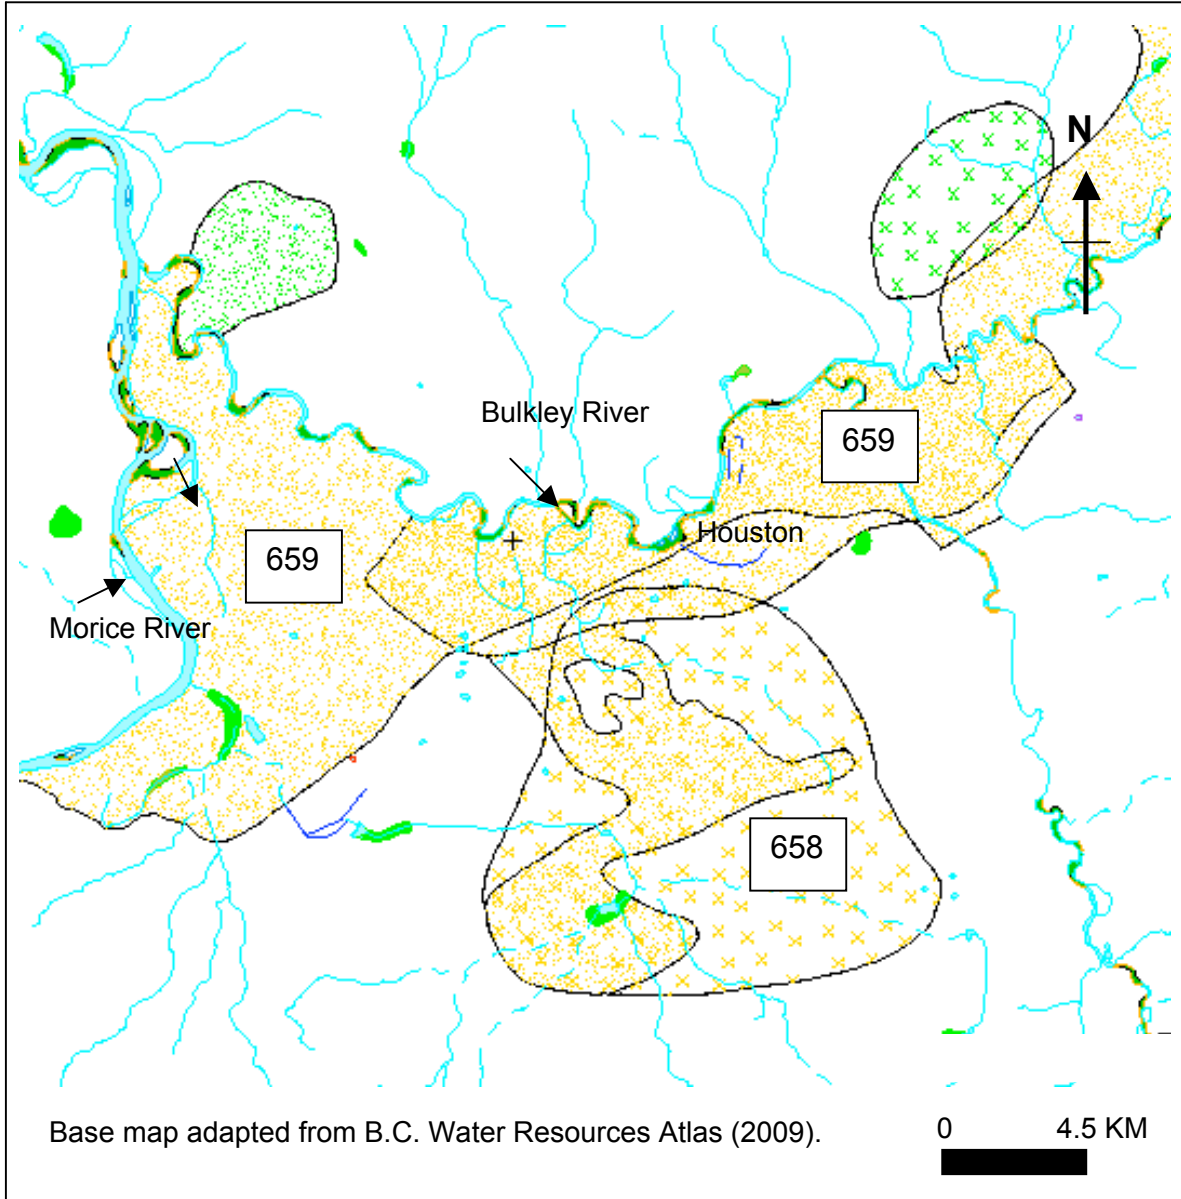 N
Bulkley River
659
Houston
659
Morice River
658
Base map adapted from B.C. Water Resources Atlas (2009).
0 4.5 KM